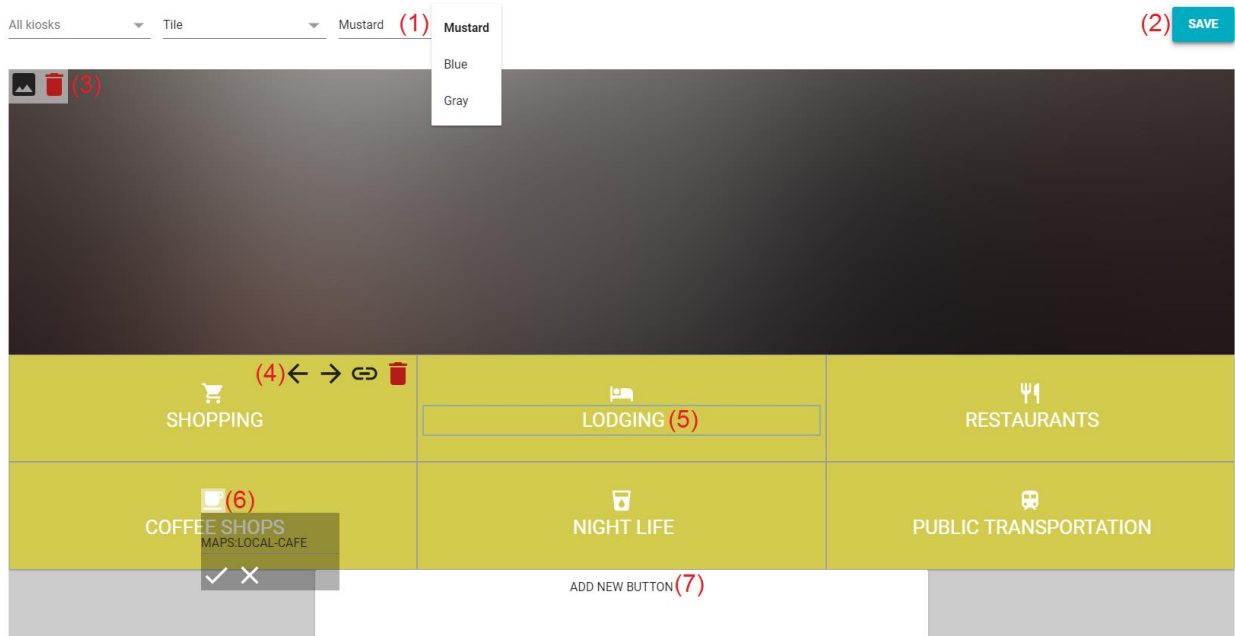 All kiosks Tile Mustard (1) (2) SAVE
Mustard
Blue
Gray
(3)
(4)
SHOPPING LODGING (5) RESTAURANTS
(6)
COFFEE SHOPS NIGHT LIFE PUBLIC TRANSPORTATION
MAPS:LOCAL-CAFE
ADD NEW BUTTON (7)